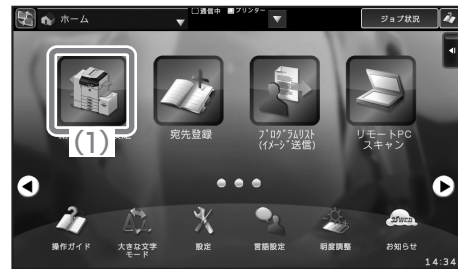 ホーム
通信中 プリンター
ジョブ状況
(1)
宛先登録
プログラムリスト
(イメージ送信)
リモートPC
スキャン
操作ガイド
大きな文字
モード
設定
言語設定
明度調整
お知らせ
14:34